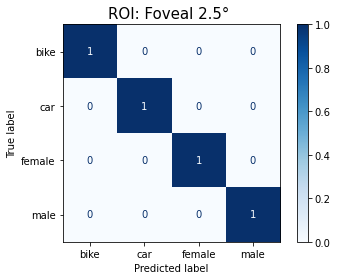 ROI: Foveal 2.5°
True label
bike
1 0 0 0
car
0 1 0 0
female
0 0 1 0
male
0 0 0 1
bike car female male
Predicted label
1.0
0.8
0.6
0.4
0.2
0.0